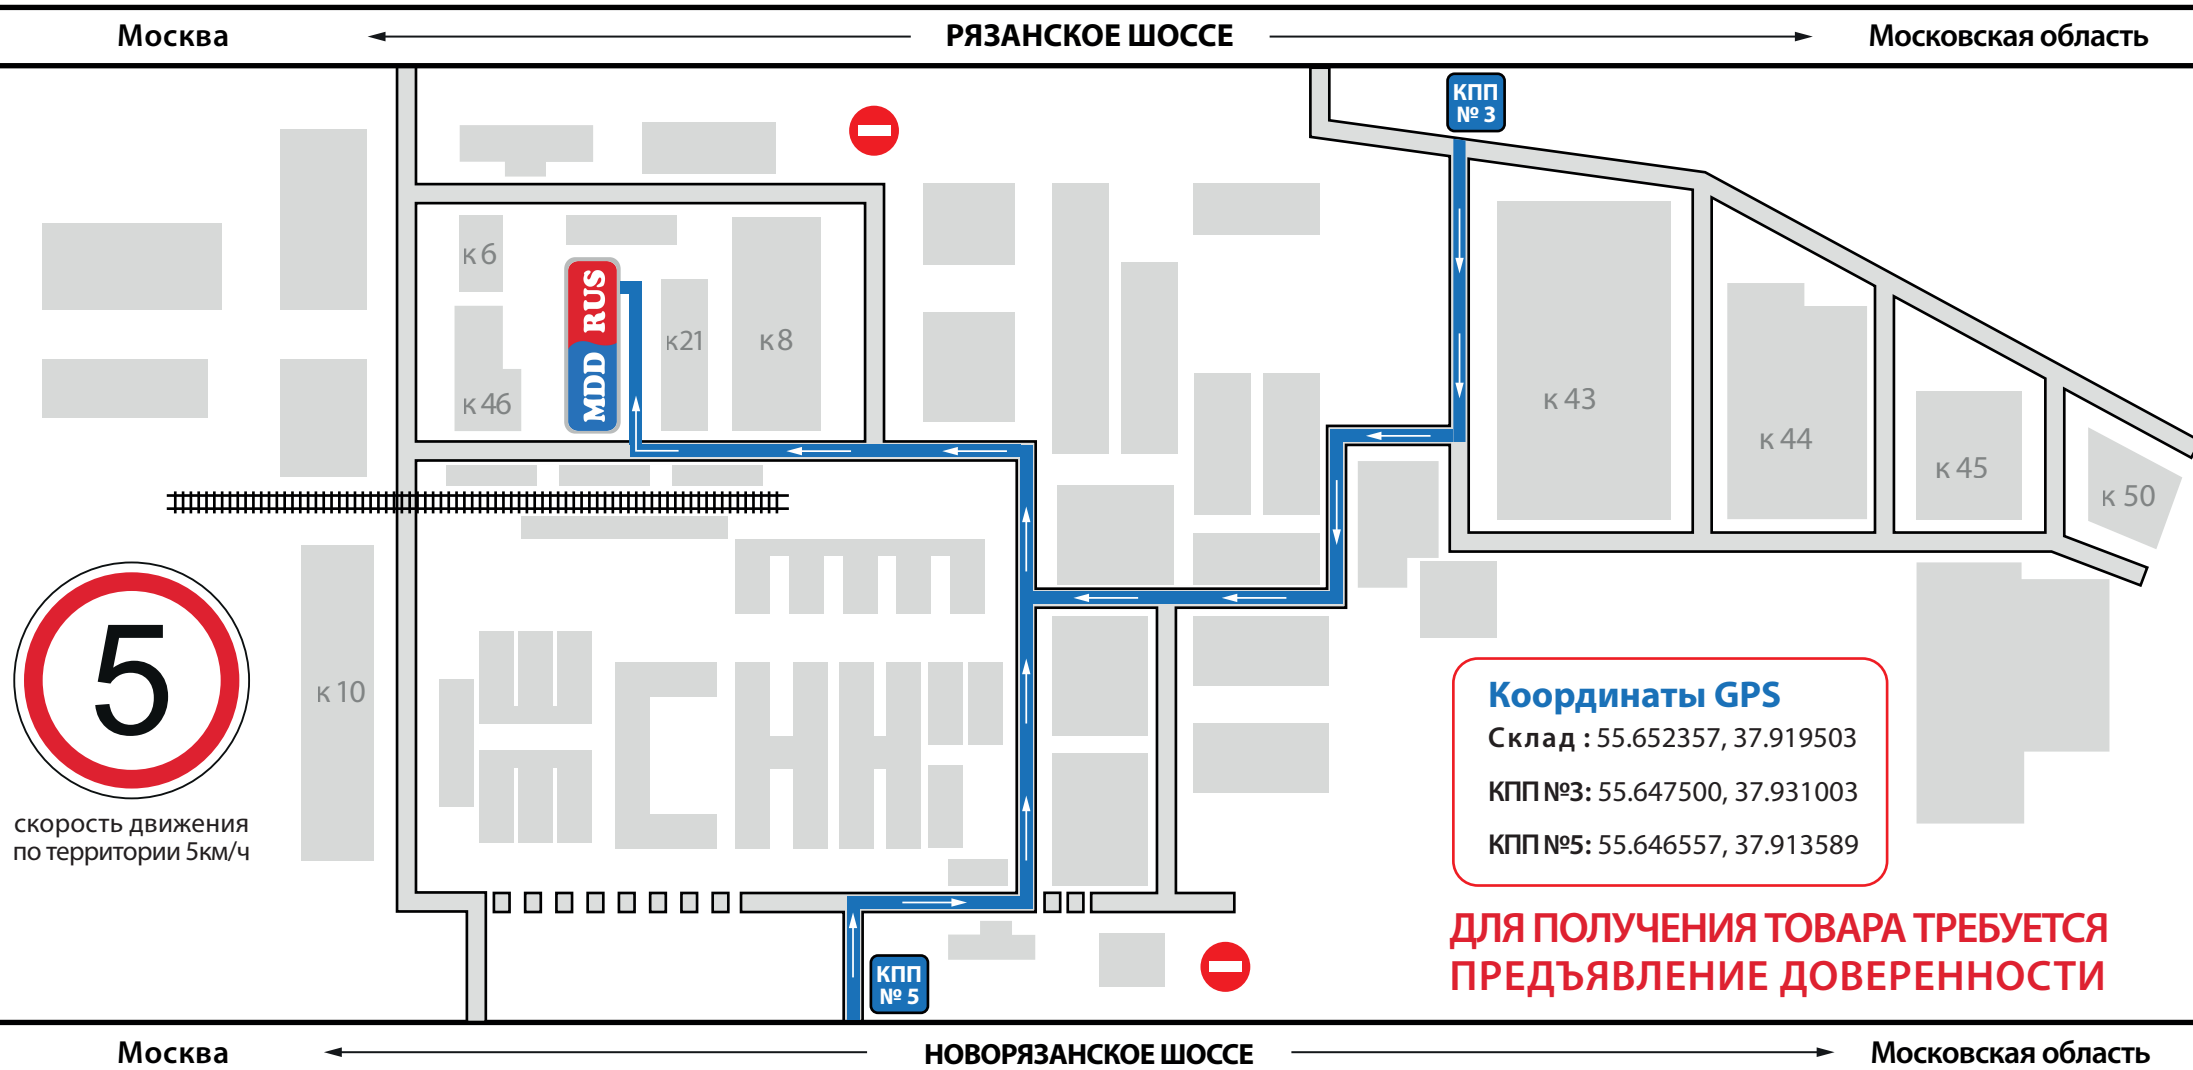 Москва
РЯЗАНСКОЕ ШОССЕ
Московская область
КПП
№ 3
к 6
RUS
MDD
к21
к 8
к 46
к 43
к 44
к 45
к 50
5
к 10
скорость движения
по территории 5км/ч
Координаты GPS
Склад : 55.652357, 37.919503
КПП №3: 55.647500, 37.931003
КПП №5: 55.646557, 37.913589
ДЛЯ ПОЛУЧЕНИЯ ТОВАРА ТРЕБУЕТСЯ
ПРЕДЪЯВЛЕНИЕ ДОВЕРЕННОСТИ
КПП
№ 5
Москва
НОВОРЯЗАНСКОЕ ШОССЕ
Московская область